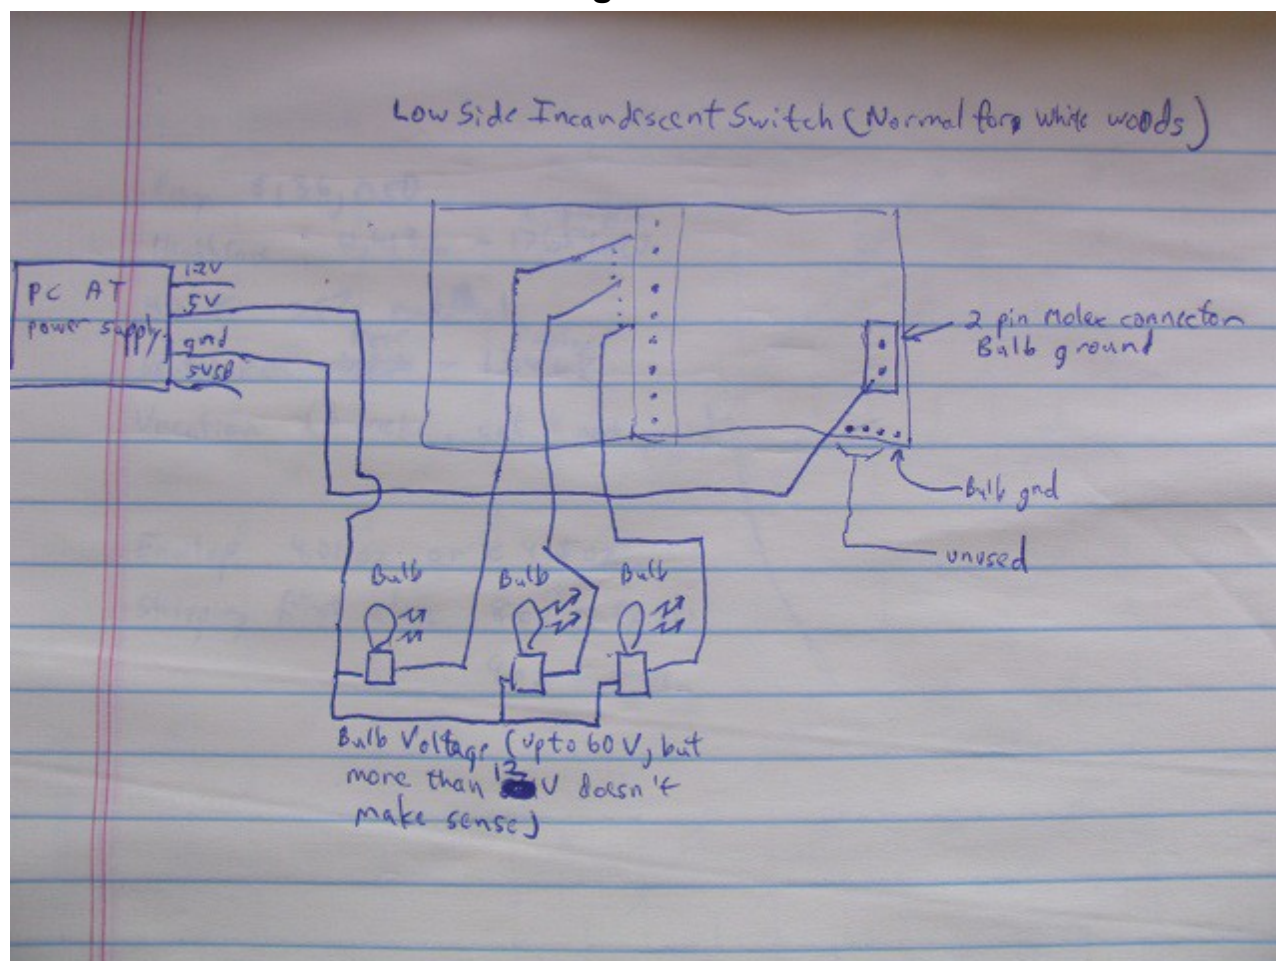 Low Side Incandescent Switch (Normal for white woods)
PC AT
power supply
12V
5V
gnd
5VSB
2 pin Molex connector
Bulb ground
Bulb gnd
unused
Bulb
Bulb
Bulb
Bulb Voltage (up to 60 V, but
more than 12 V doesn't
make sense)